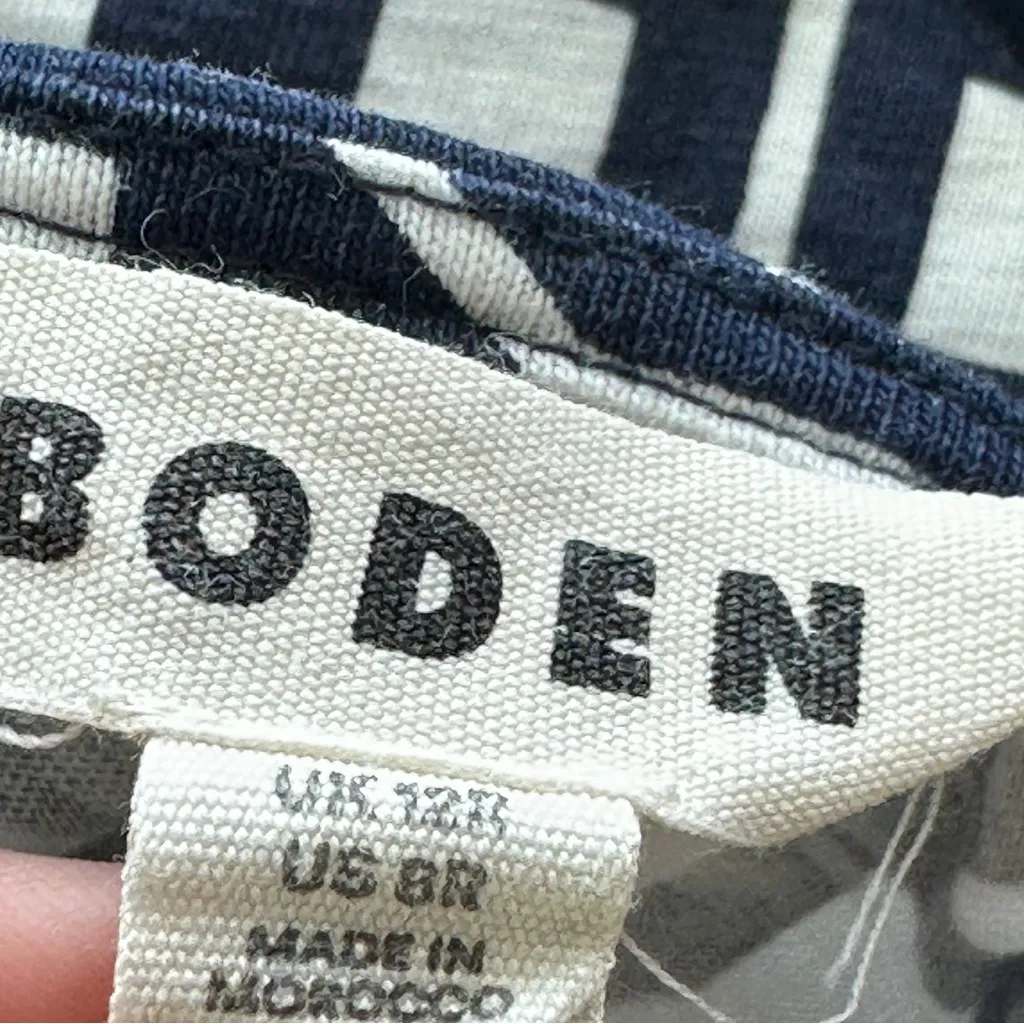 BODEN
UK 12R
US 8R
MADE IN
MOROCCO